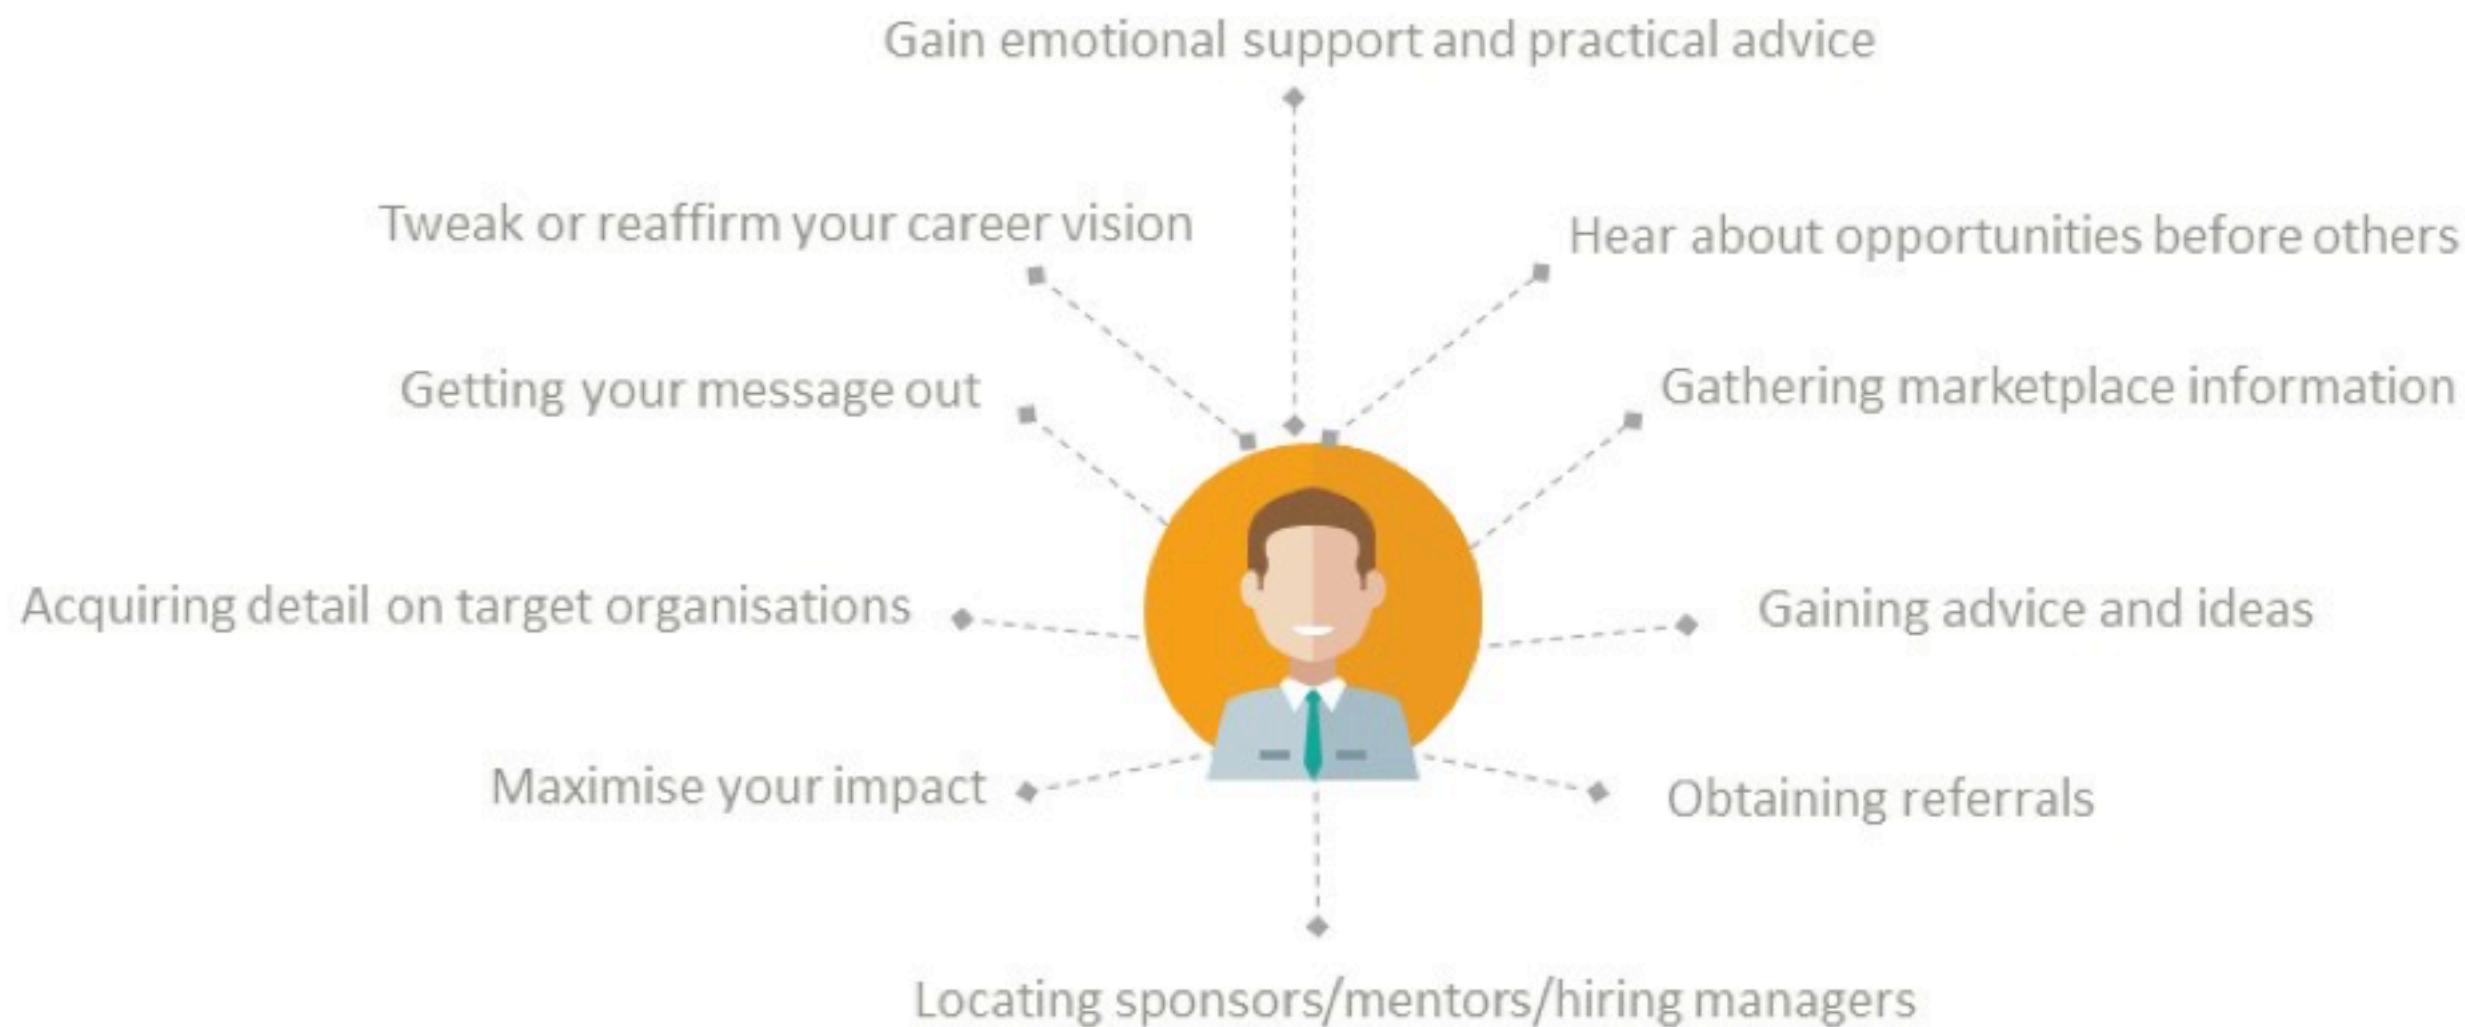 Gain emotional support and practical advice
Tweak or reaffirm your career vision
Hear about opportunities before others
Getting your message out
Gathering marketplace information
Acquiring detail on target organisations
Gaining advice and ideas
Maximise your impact
Obtaining referrals
Locating sponsors/mentors/hiring managers